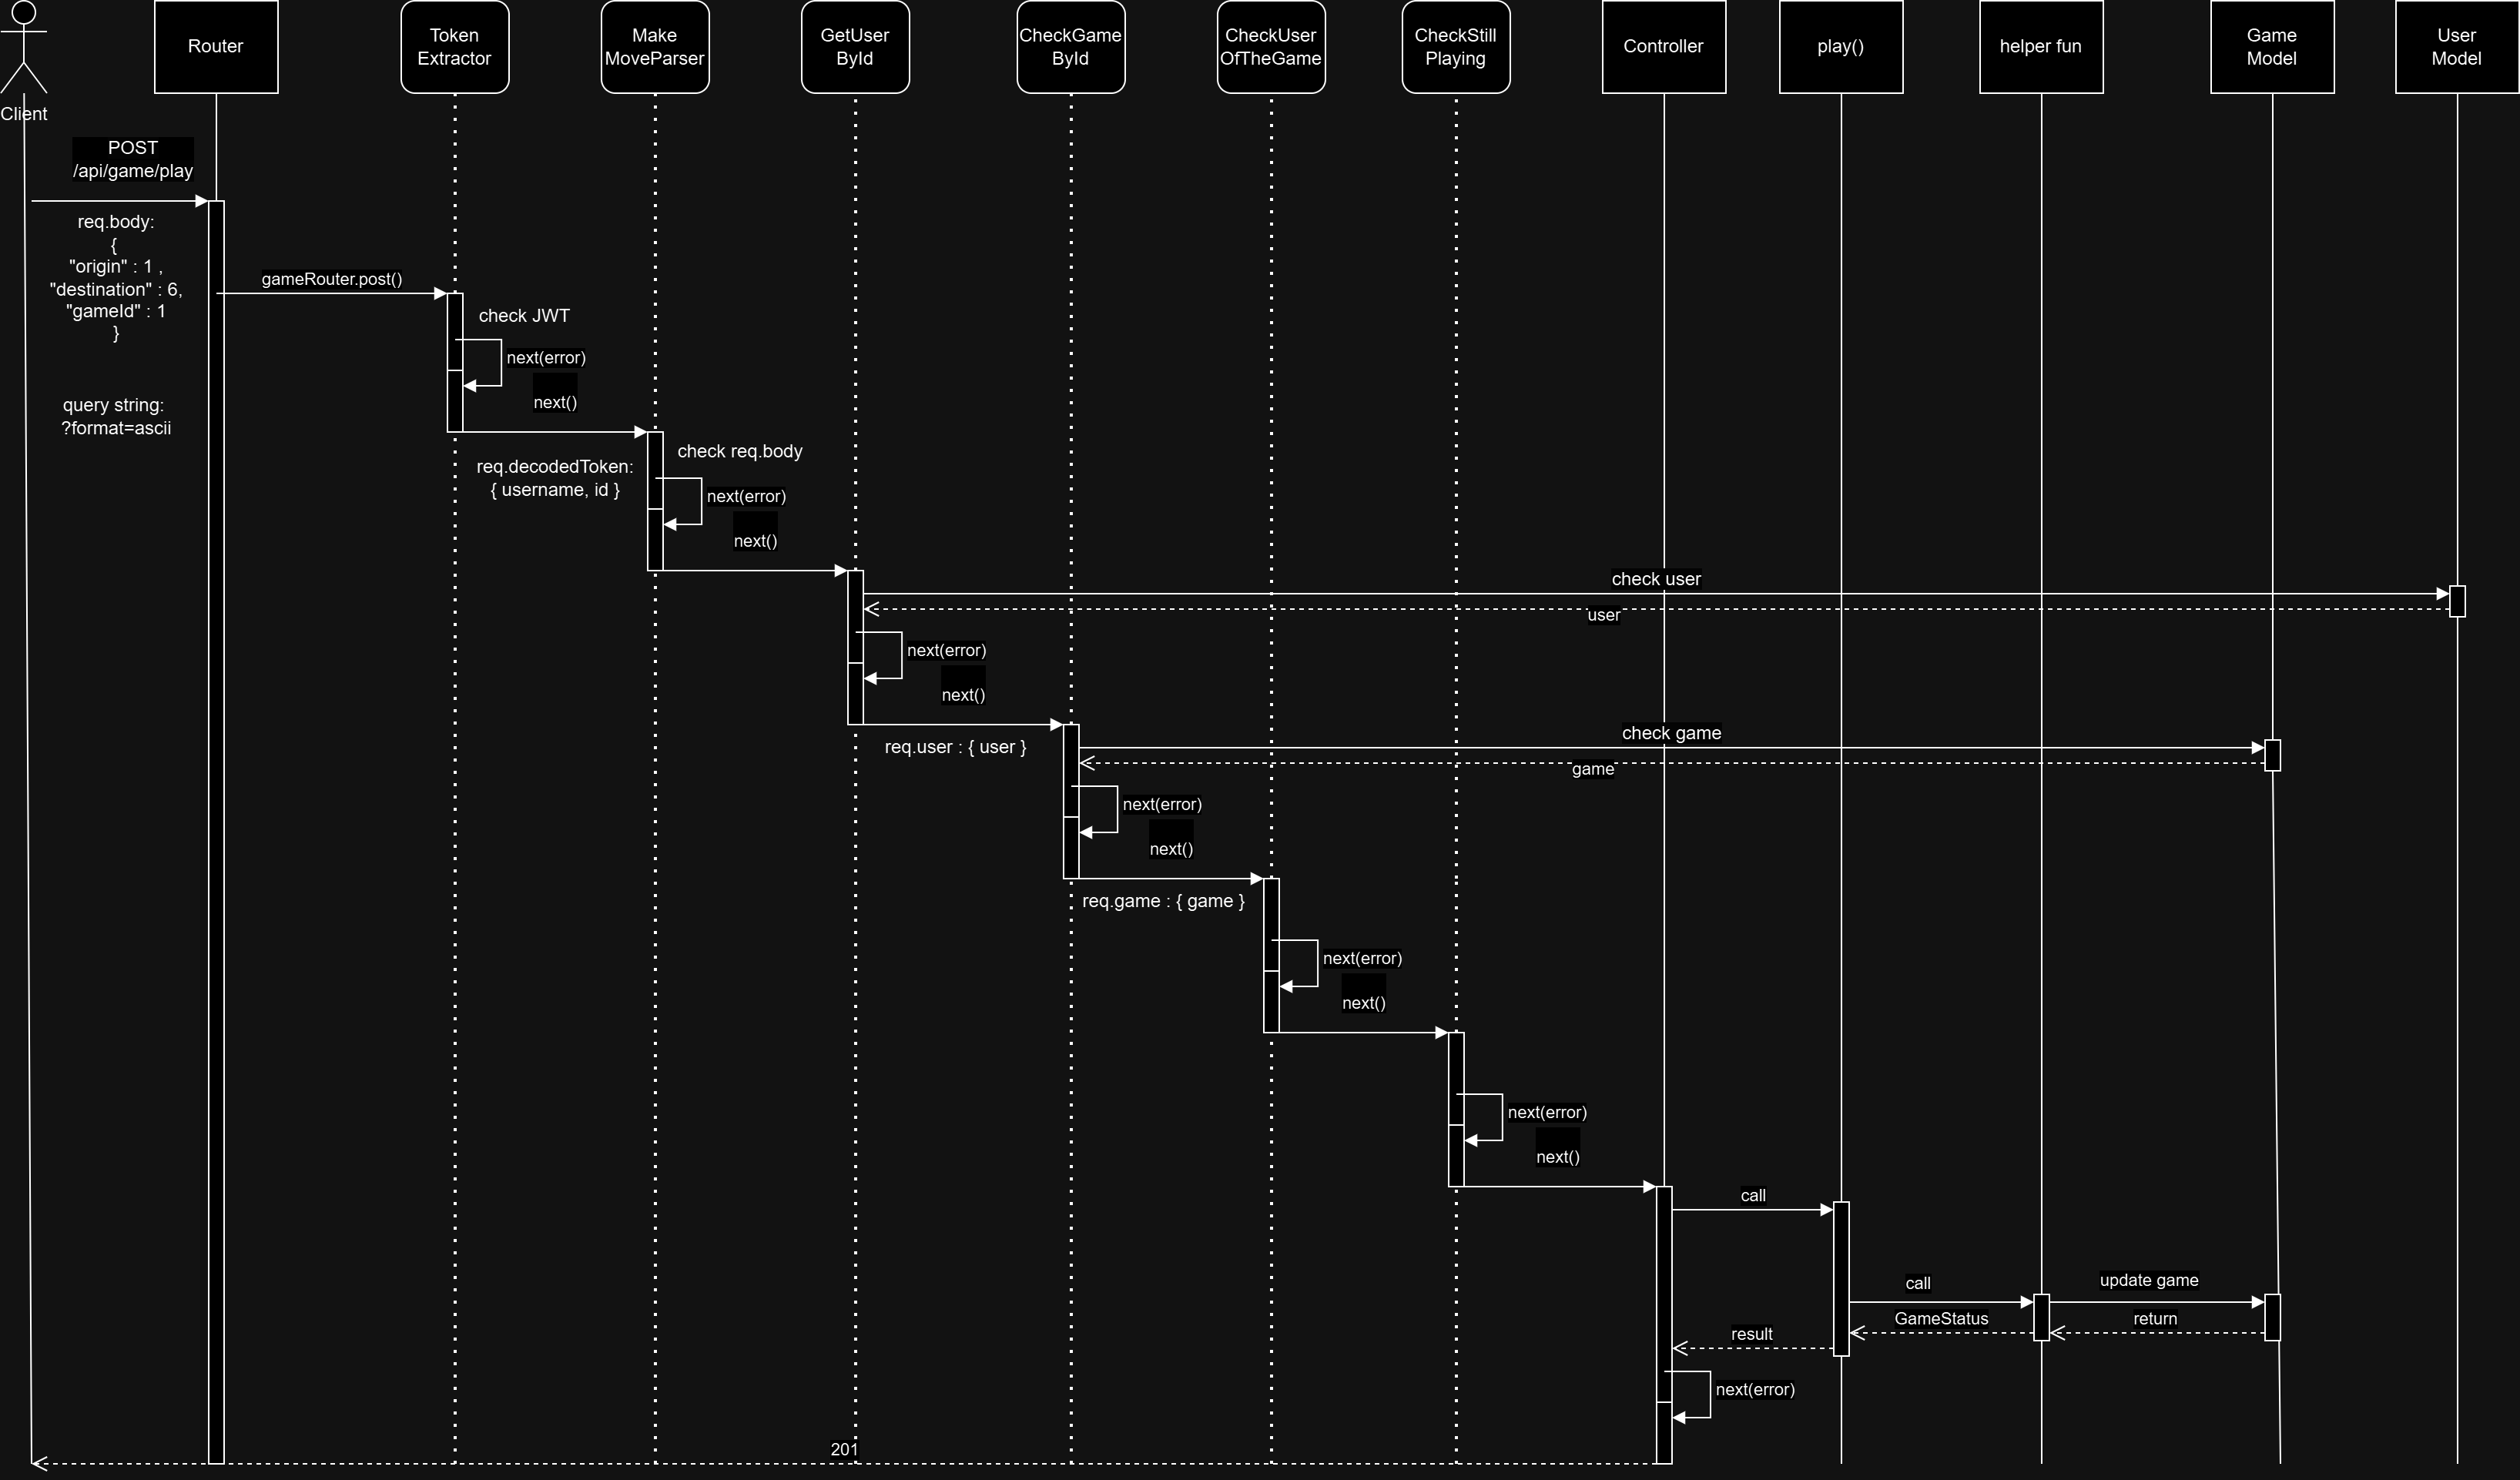 Client
Router
Token
Extractor
Make
MoveParser
GetUser
ById
CheckGame
ById
CheckUser
OfTheGame
CheckStill
Playing
Controller
play()
helper fun
Game
Model
User
Model
POST
/api/game/play
req.body:
{
"origin" : 1 ,
"destination" : 6,
"gameId" : 1
}
query string:
?format=ascii
gameRouter.post()
check JWT
next(error)
next()
req.decodedToken:
{ username, id }
check req.body
next(error)
next()
check user
user
next(error)
next()
req.user : { user }
check game
game
next(error)
next()
req.game : { game }
next(error)
next()
next(error)
next()
call
call
update game
GameStatus
return
result
next(error)
201